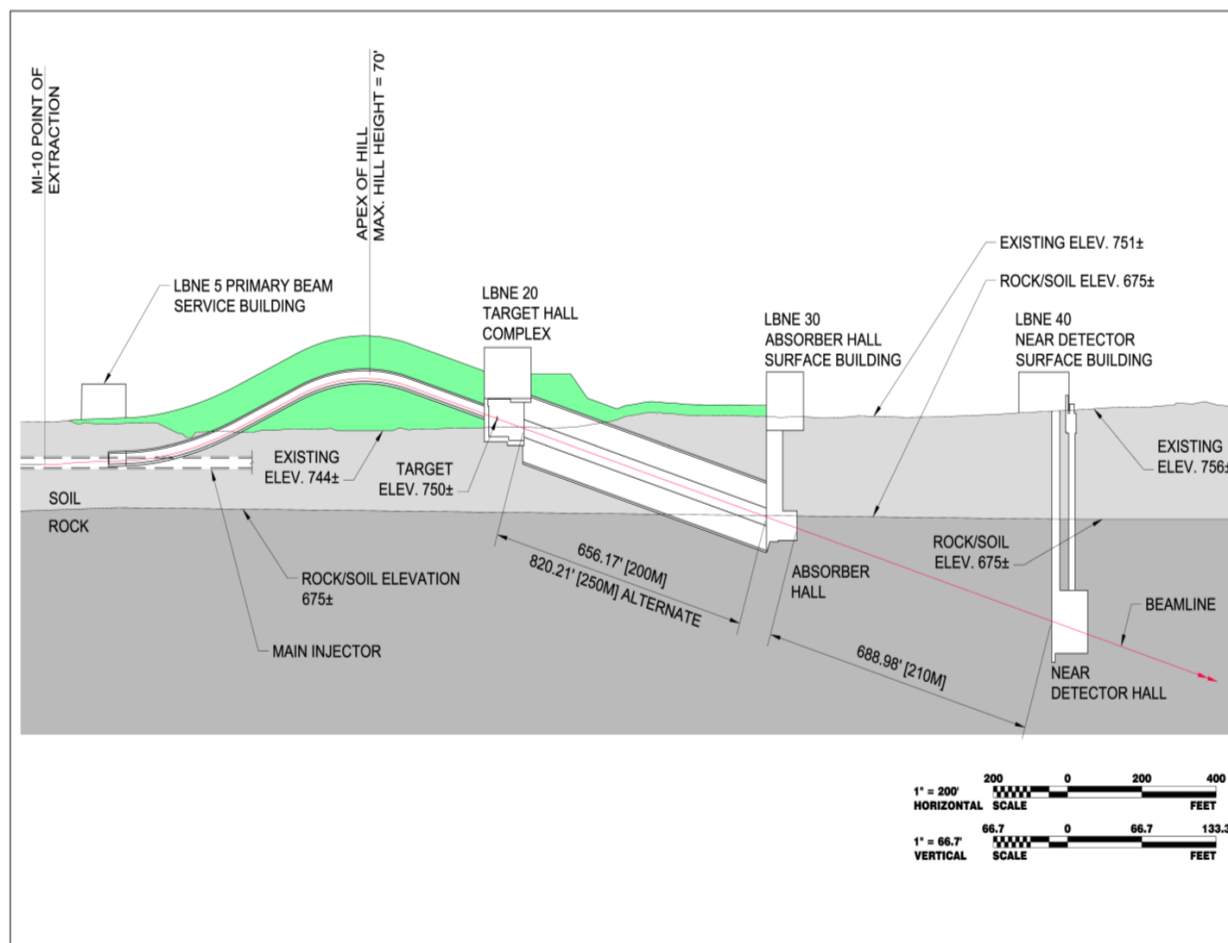 MI-10 POINT OF
EXTRACTION
APEX OF HILL
MAX. HILL HEIGHT = 70'
LBNE 5 PRIMARY BEAM
SERVICE BUILDING
LBNE 20
TARGET HALL
COMPLEX
LBNE 30
ABSORBER HALL
SURFACE BUILDING
EXISTING ELEV. 751±
ROCK/SOIL ELEV. 675±
LBNE 40
NEAR DETECTOR
SURFACE BUILDING
EXISTING
ELEV. 744±
TARGET
ELEV. 750±
EXISTING
ELEV. 756±
SOIL
ROCK
ROCK/SOIL ELEVATION
675±
MAIN INJECTOR
656.17' [200M]
820.21' [250M] ALTERNATE
ABSORBER
HALL
688.98' [210M]
ROCK/SOIL
ELEV. 675±
BEAMLINE
NEAR
DETECTOR HALL
200 0 200 400
1" = 200'
HORIZONTAL SCALE FEET
66.7 0 66.7 133.3
1" = 66.7'
VERTICAL SCALE FEET